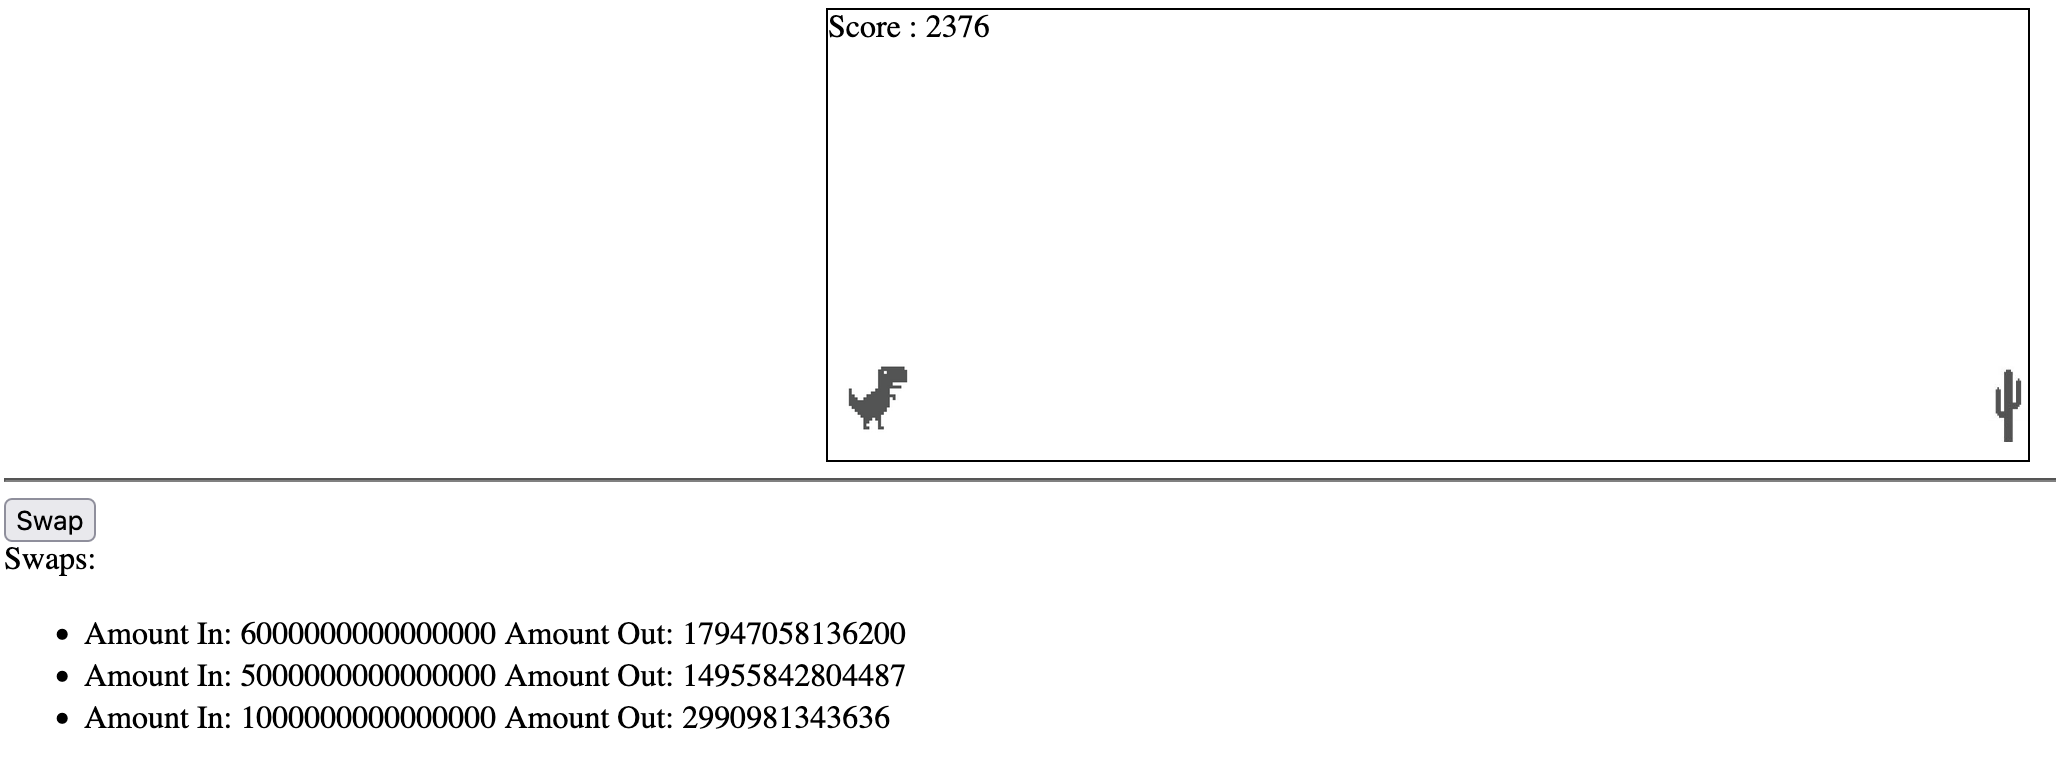 Score : 2376
Swap
Swaps:
Amount In: 6000000000000000 Amount Out: 17947058136200
Amount In: 5000000000000000 Amount Out: 14955842804487
Amount In: 1000000000000000 Amount Out: 2990981343636